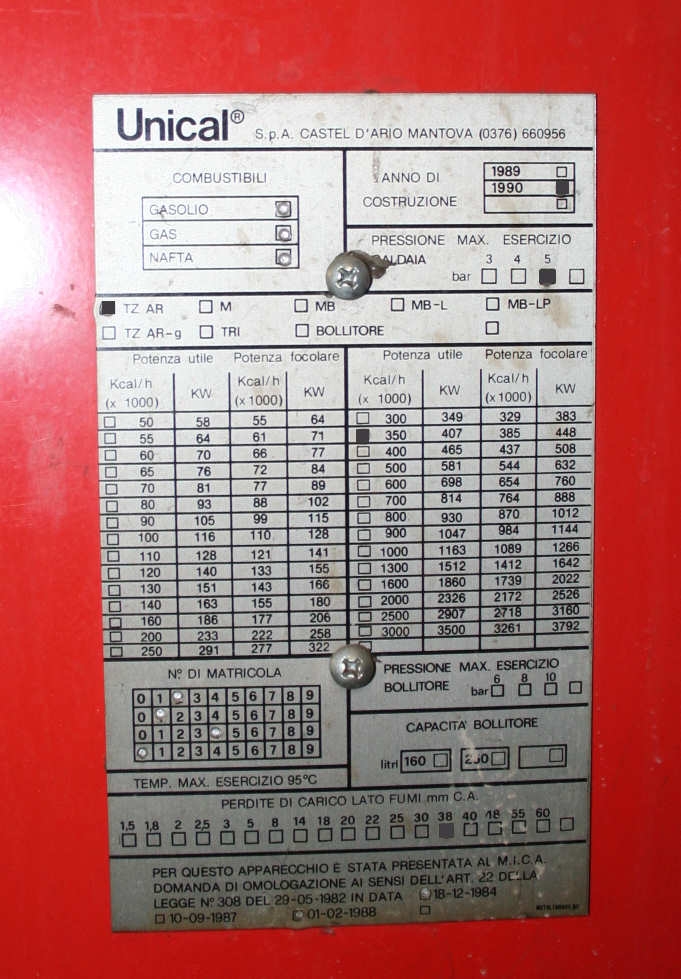 Unical® S.p.A. CASTEL D'ARIO MANTOVA (0376) 660956
COMBUSTIBILI
GASOLIO
GAS
NAFTA
ANNO DI COSTRUZIONE
1989
1990
PRESSIONE MAX. ESERCIZIO
CALDAIA bar 3 4 5
TZ AR M MB MB-L MB-LP
TZ AR-g TRI BOLLITORE
Potenza utile Potenza focolare Potenza utile Potenza focolare
Kcal/h (x 1000) KW Kcal/h (x 1000) KW Kcal/h (x 1000) KW Kcal/h (x 1000) KW
50 58 55 64 300 349 329 383
55 64 61 71 350 407 385 448
60 70 66 77 400 465 437 508
65 76 72 84 500 581 544 632
70 81 77 89 600 698 654 760
80 93 88 102 700 814 764 888
90 105 99 115 800 930 870 1012
100 116 110 128 900 1047 984 1144
110 128 121 141 1000 1163 1089 1266
120 140 133 155 1300 1512 1412 1642
130 151 143 166 1600 1860 1739 2022
140 163 155 180 2000 2326 2172 2526
160 186 177 206 2500 2907 2718 3160
200 233 222 258 3000 3500 3261 3792
250 291 277 322
N° DI MATRICOLA
0 1 3 4 5 6 7 8 9
0 2 3 4 5 6 7 8 9
0 1 2 3 5 6 7 8 9
1 2 3 4 5 6 7 8 9
TEMP. MAX. ESERCIZIO 95°C
PRESSIONE MAX. ESERCIZIO
BOLLITORE bar 6 8 10
CAPACITA' BOLLITORE
litri 160 250
PERDITE DI CARICO LATO FUMI mm C.A.
1,5 1,8 2 2,5 3 5 8 14 18 20 22 25 30 38 40 48 55 60
PER QUESTO APPARECCHIO È STATA PRESENTATA AL M.I.C.A.
DOMANDA DI OMOLOGAZIONE AI SENSI DELL'ART. 22 DELLA
LEGGE N° 308 DEL 29-05-1982 IN DATA 18-12-1984
10-09-1987 01-02-1988